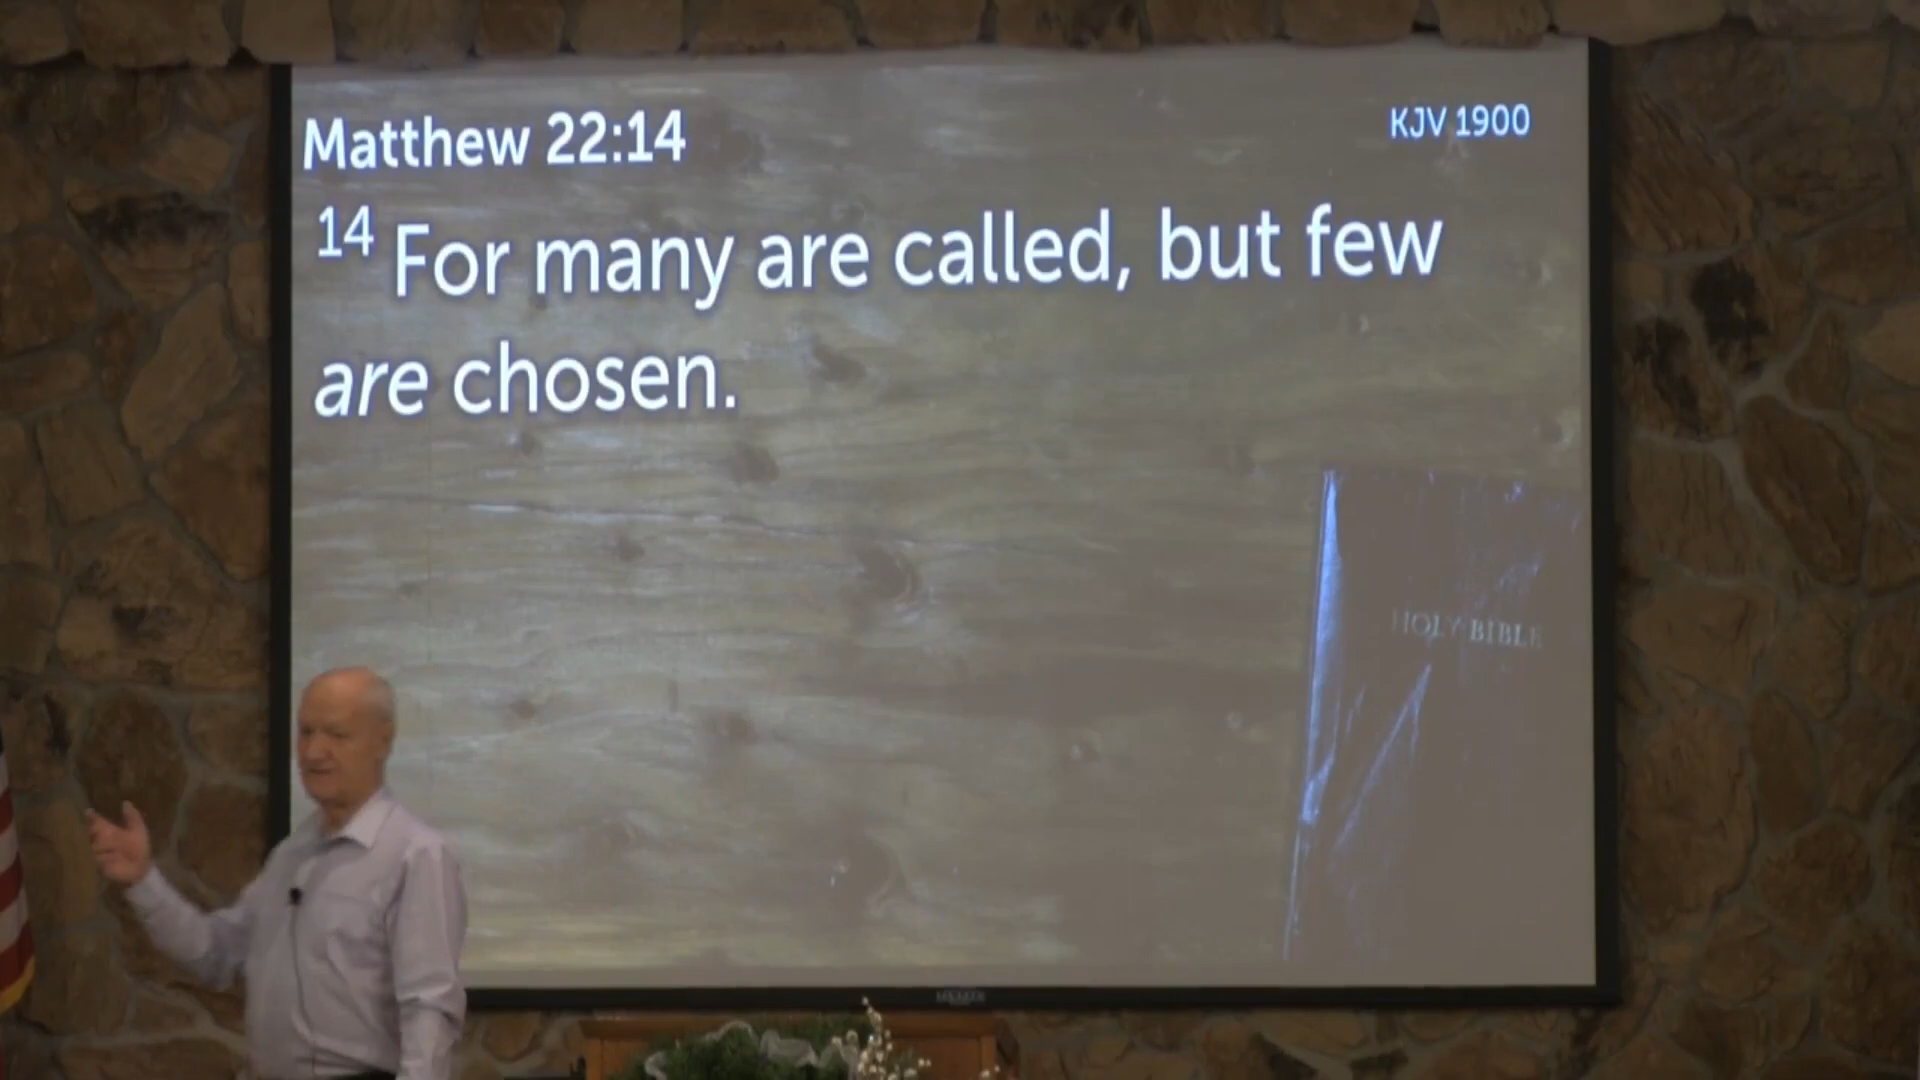 Matthew 22:14
KJV 1900
14 For many are called, but few
are chosen.
HOLY BIBLE